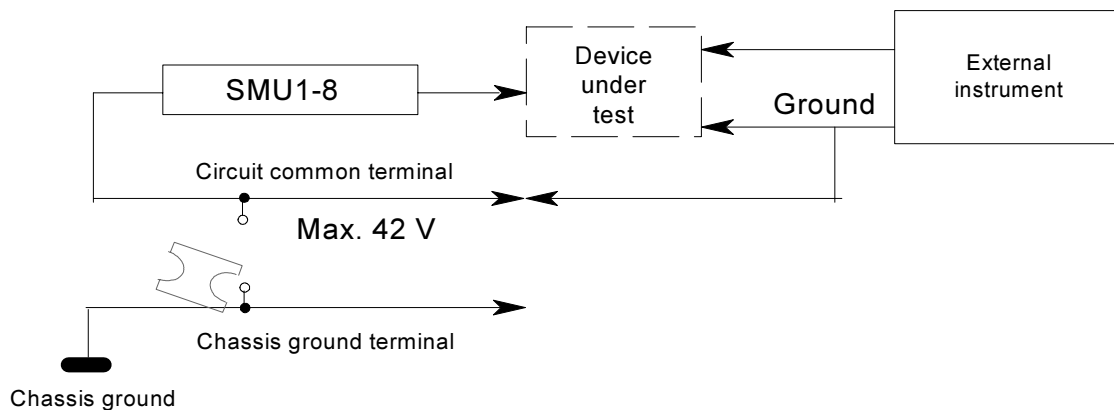 Device
under
test
External
instrument
SMU1-8
Ground
Circuit common terminal
Max. 42 V
Chassis ground terminal
Chassis ground